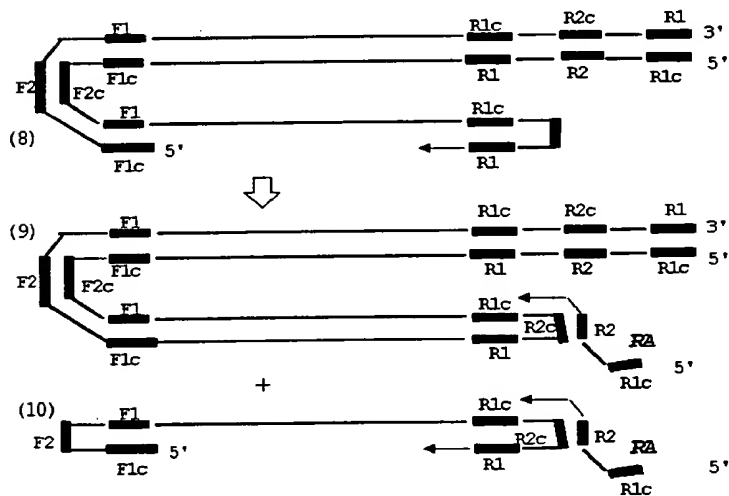 F1 R1c R2c R1 3'
F2 F2c F1c R1 R2 R1c 5'
F1 R1c
(8) F1c 5' R1
(9) F1 R1c R2c R1 3'
F2 F2c F1c R1 R2 R1c 5'
F1 R1c R2c R2 RA
F1c R1 R1c 5'
+
(10) F1 R1c
F2 F1c 5' R1 R2c R2 RA
R1c 5'